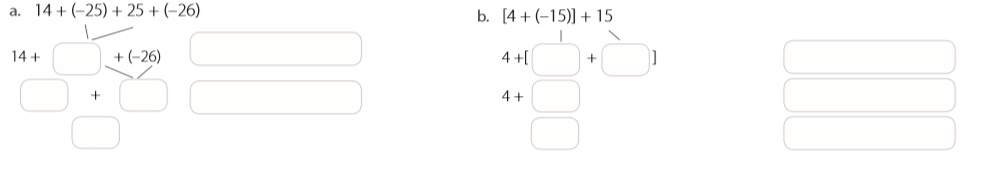 a. 14 + (−25) + 25 + (−26)
14 + + (−26)
+
b. [4 + (−15)] + 15
4 +[ + ]
4 +